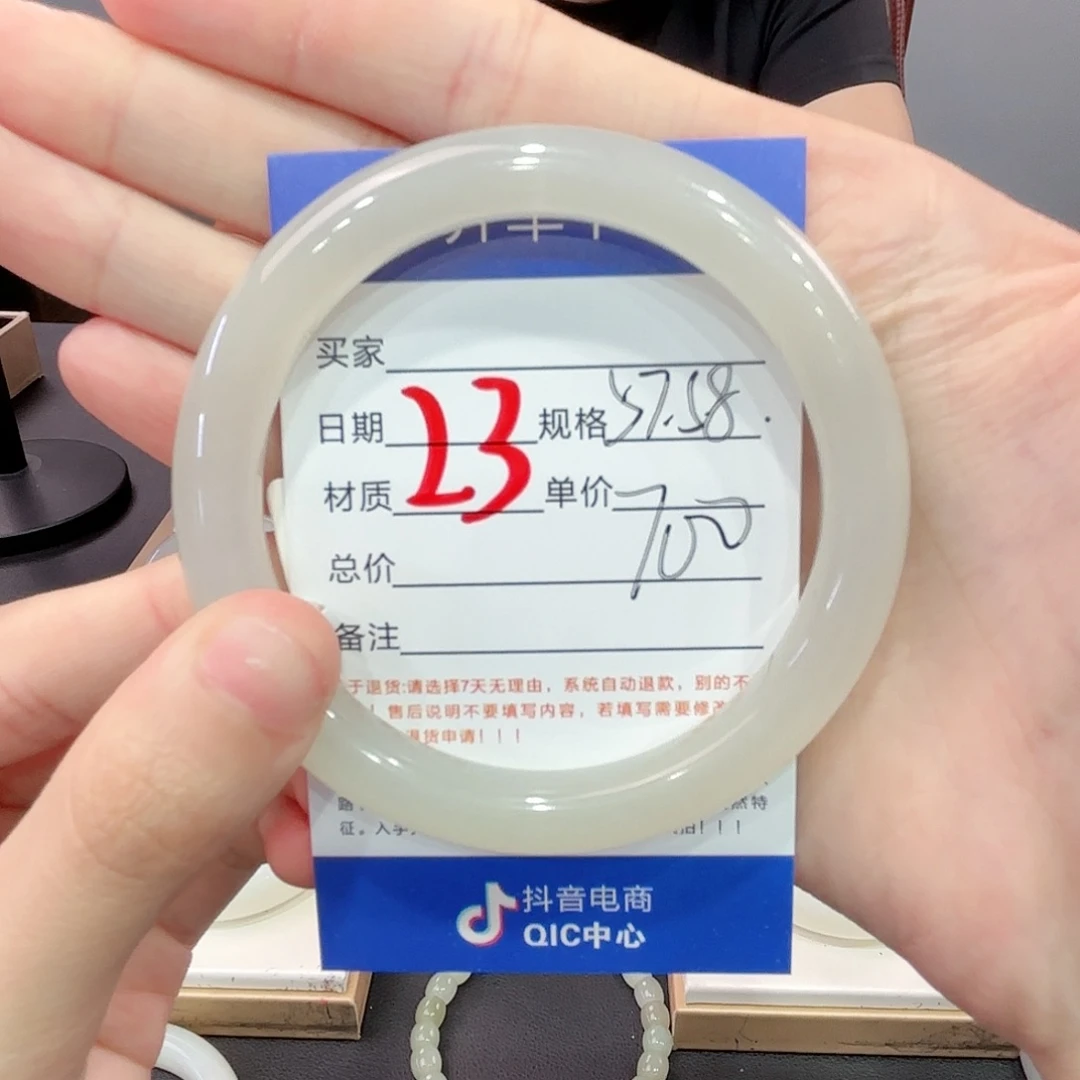 买家
日期 23 规格 57.58.
材质 单价 700
总价
备注
于退货:请选择7天无理由,系统自动退款,别的不
！售后说明不要填写内容,若填写需要修改
退货申请！！！
然特
征。入手
！！！
抖音电商
QIC中心